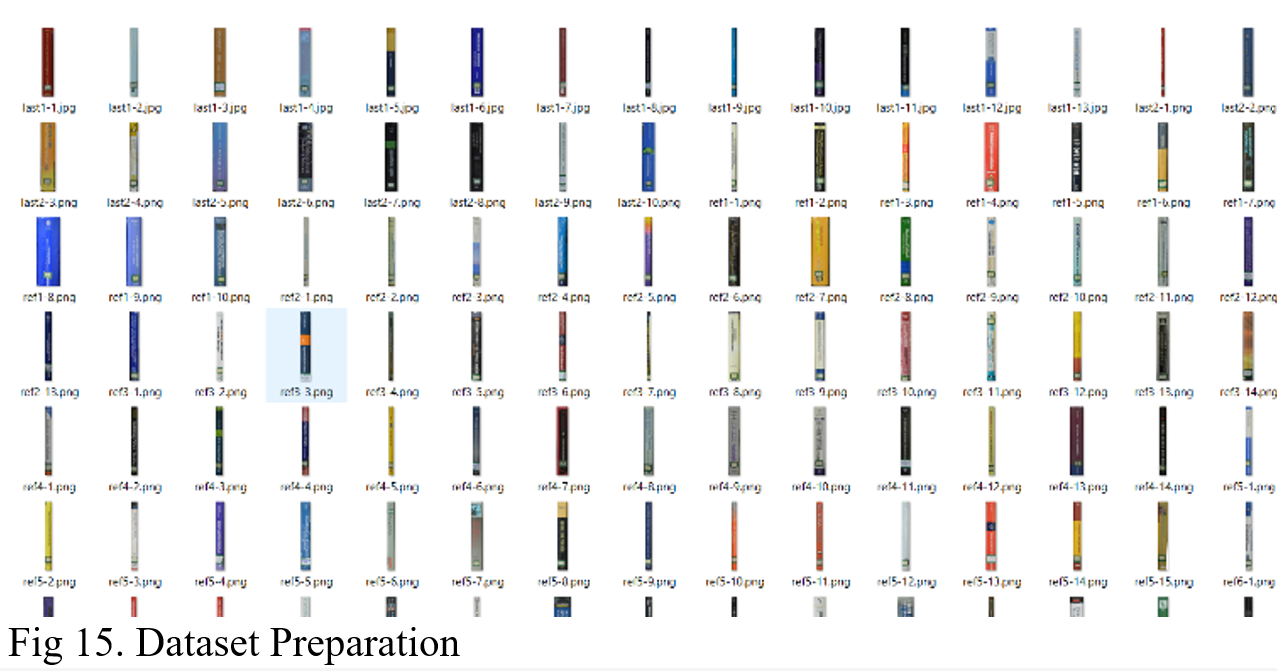 last1-1.jpg last1-2.jpg last1-3.jpg last1-4.jpg last1-5.jpg last1-6.jpg last1-7.jpg last1-8.jpg last1-9.jpg last1-10.jpg last1-11.jpg last1-12.jpg last1-13.jpg last2-1.png last2-2.png
last2-3.png last2-4.png last2-5.png last2-6.png last2-7.png last2-8.png last2-9.png last2-10.png ref1-1.png ref1-2.png ref1-3.png ref1-4.png ref1-5.png ref1-6.png ref1-7.png
ref1-8.png ref1-9.png ref1-10.png ref2-1.png ref2-2.png ref2-3.png ref2-4.png ref2-5.png ref2-6.png ref2-7.png ref2-8.png ref2-9.png ref2-10.png ref2-11.png ref2-12.png
ref2-13.png ref3-1.png ref3-2.png ref3-3.png ref3-4.png ref3-5.png ref3-6.png ref3-7.png ref3-8.png ref3-9.png ref3-10.png ref3-11.png ref3-12.png ref3-13.png ref3-14.png
ref4-1.png ref4-2.png ref4-3.png ref4-4.png ref4-5.png ref4-6.png ref4-7.png ref4-8.png ref4-9.png ref4-10.png ref4-11.png ref4-12.png ref4-13.png ref4-14.png ref5-1.png
ref5-2.png ref5-3.png ref5-4.png ref5-5.png ref5-6.png ref5-7.png ref5-8.png ref5-9.png ref5-10.png ref5-11.png ref5-12.png ref5-13.png ref5-14.png ref5-15.png ref6-1.png
Fig 15. Dataset Preparation